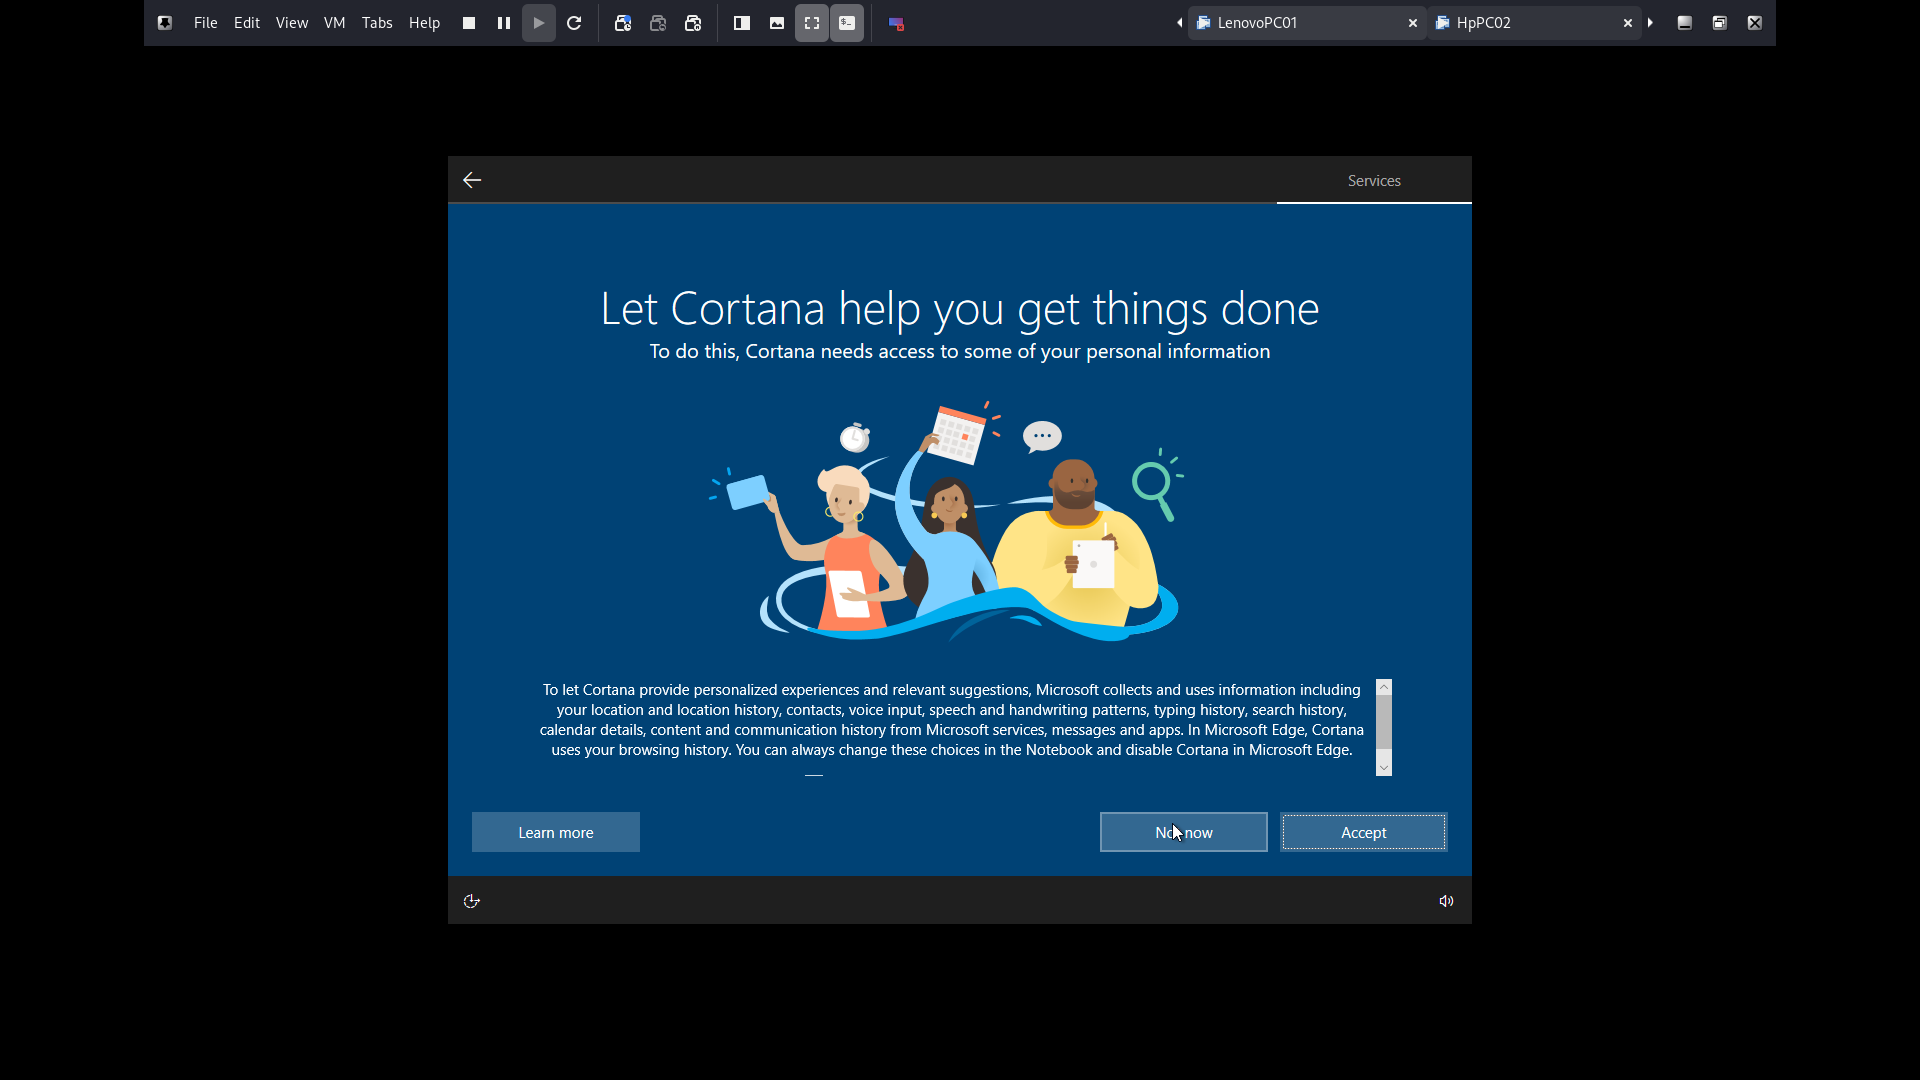 File Edit View VM Tabs Help
LenovoPC01
HpPC02
Services
Let Cortana help you get things done
To do this, Cortana needs access to some of your personal information
To let Cortana provide personalized experiences and relevant suggestions, Microsoft collects and uses information including
your location and location history, contacts, voice input, speech and handwriting patterns, typing history, search history,
calendar details, content and communication history from Microsoft services, messages and apps. In Microsoft Edge, Cortana
uses your browsing history. You can always change these choices in the Notebook and disable Cortana in Microsoft Edge.
Learn more
Not now
Accept